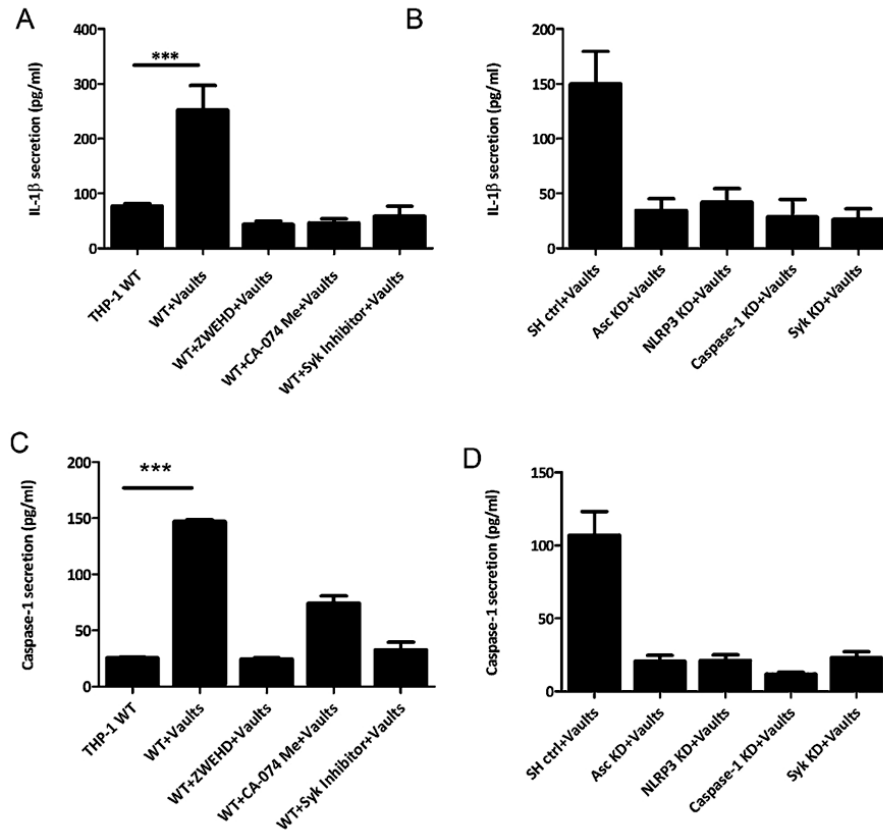 A
IL-1β secretion (pg/ml)
400
300
200
100
0
***
THP-1 WT
WT+Vaults
WT+ZWEHD+Vaults
WT+CA-074 Me+Vaults
WT+Syk Inhibitor+Vaults
B
IL-1β secretion (pg/ml)
200
150
100
50
0
SH ctrl+Vaults
Asc KD+Vaults
NLRP3 KD+Vaults
Caspase-1 KD+Vaults
Syk KD+Vaults
C
Caspase-1 secretion (pg/ml)
200
150
100
50
0
***
THP-1 WT
WT+Vaults
WT+ZWEHD+Vaults
WT+CA-074 Me+Vaults
WT+Syk Inhibitor+Vaults
D
Caspase-1 secretion (pg/ml)
150
100
50
0
SH ctrl+Vaults
Asc KD+Vaults
NLRP3 KD+Vaults
Caspase-1 KD+Vaults
Syk KD+Vaults